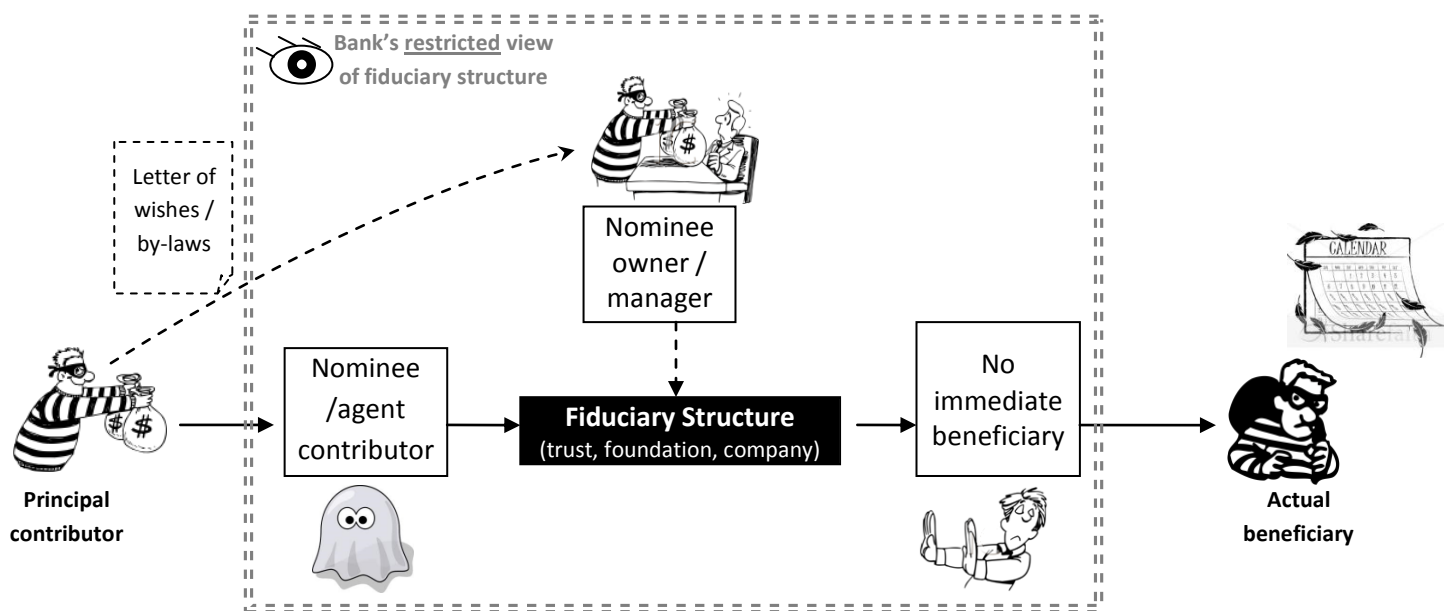 Bank's restricted view
of fiduciary structure
Letter of
wishes /
by-laws
$
$
Nominee
owner /
manager
CALENDAR
Nominee
/agent
contributor
Fiduciary Structure
(trust, foundation, company)
No
immediate
beneficiary
$
$
Principal
contributor
Actual
beneficiary